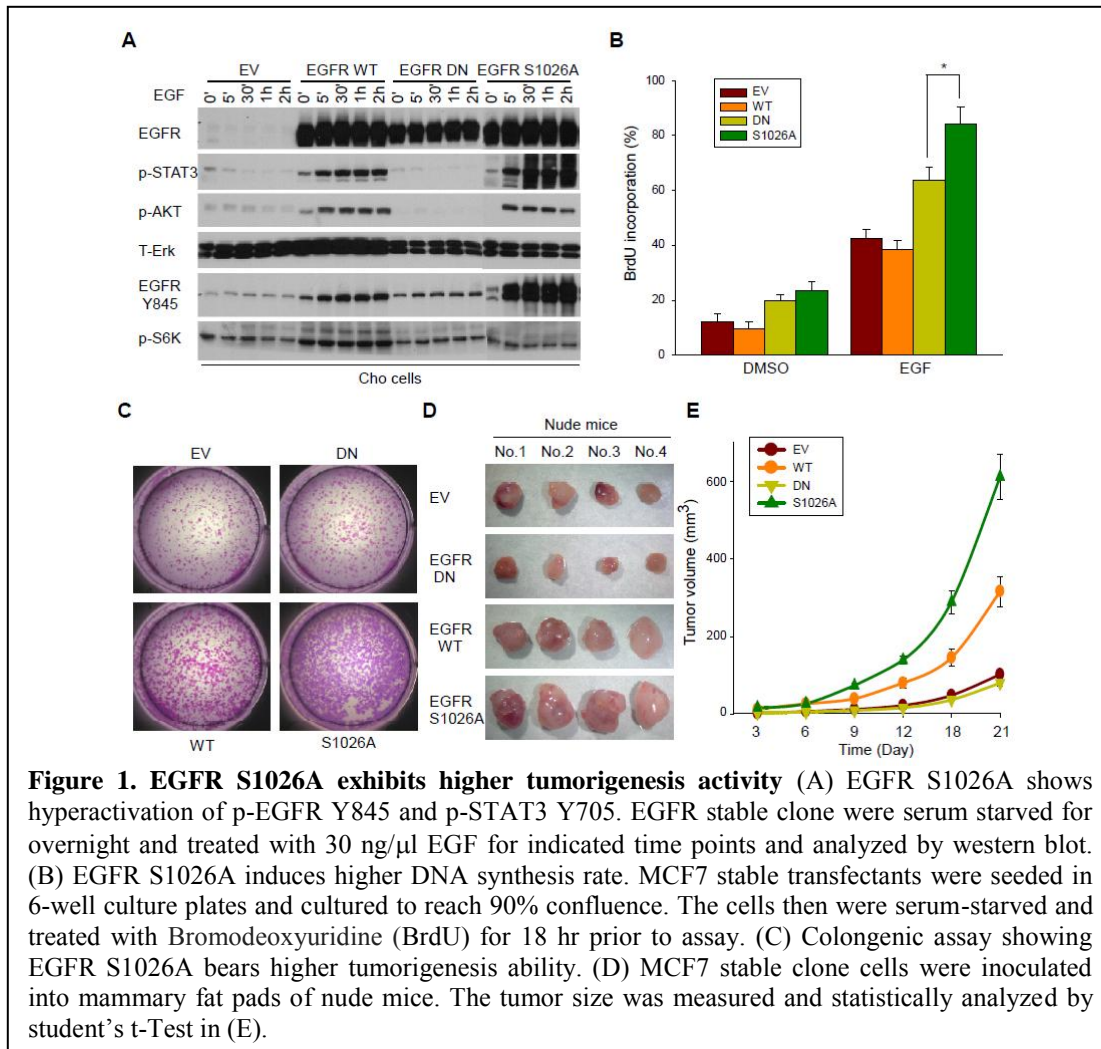 A
EV EGFR WT EGFR DN EGFR S1026A
EGF 0' 5' 30' 1h 2h 0' 5' 30' 1h 2h 0' 5' 30' 1h 2h 0' 5' 30' 1h 2h
EGFR
p-STAT3
p-AKT
T-Erk
EGFR
Y845
p-S6K
Cho cells
B
100
80
60
40
20
0
BrdU incorporation (%)
EV
WT
DN
S1026A
*
DMSO EGF
C
EV DN
WT S1026A
D
Nude mice
No.1 No.2 No.3 No.4
EV
EGFR
DN
EGFR
WT
EGFR
S1026A
E
EV
WT
DN
S1026A
600
400
200
0
Tumor volume (mm3)
3 6 9 12 18 21
Time (Day)
Figure 1. EGFR S1026A exhibits higher tumorigenesis activity (A) EGFR S1026A shows
hyperactivation of p-EGFR Y845 and p-STAT3 Y705. EGFR stable clone were serum starved for
overnight and treated with 30 ng/μl EGF for indicated time points and analyzed by western blot.
(B) EGFR S1026A induces higher DNA synthesis rate. MCF7 stable transfectants were seeded in
6-well culture plates and cultured to reach 90% confluence. The cells then were serum-starved and
treated with Bromodeoxyuridine (BrdU) for 18 hr prior to assay. (C) Colongenic assay showing
EGFR S1026A bears higher tumorigenesis ability. (D) MCF7 stable clone cells were inoculated
into mammary fat pads of nude mice. The tumor size was measured and statistically analyzed by
student's t-Test in (E).